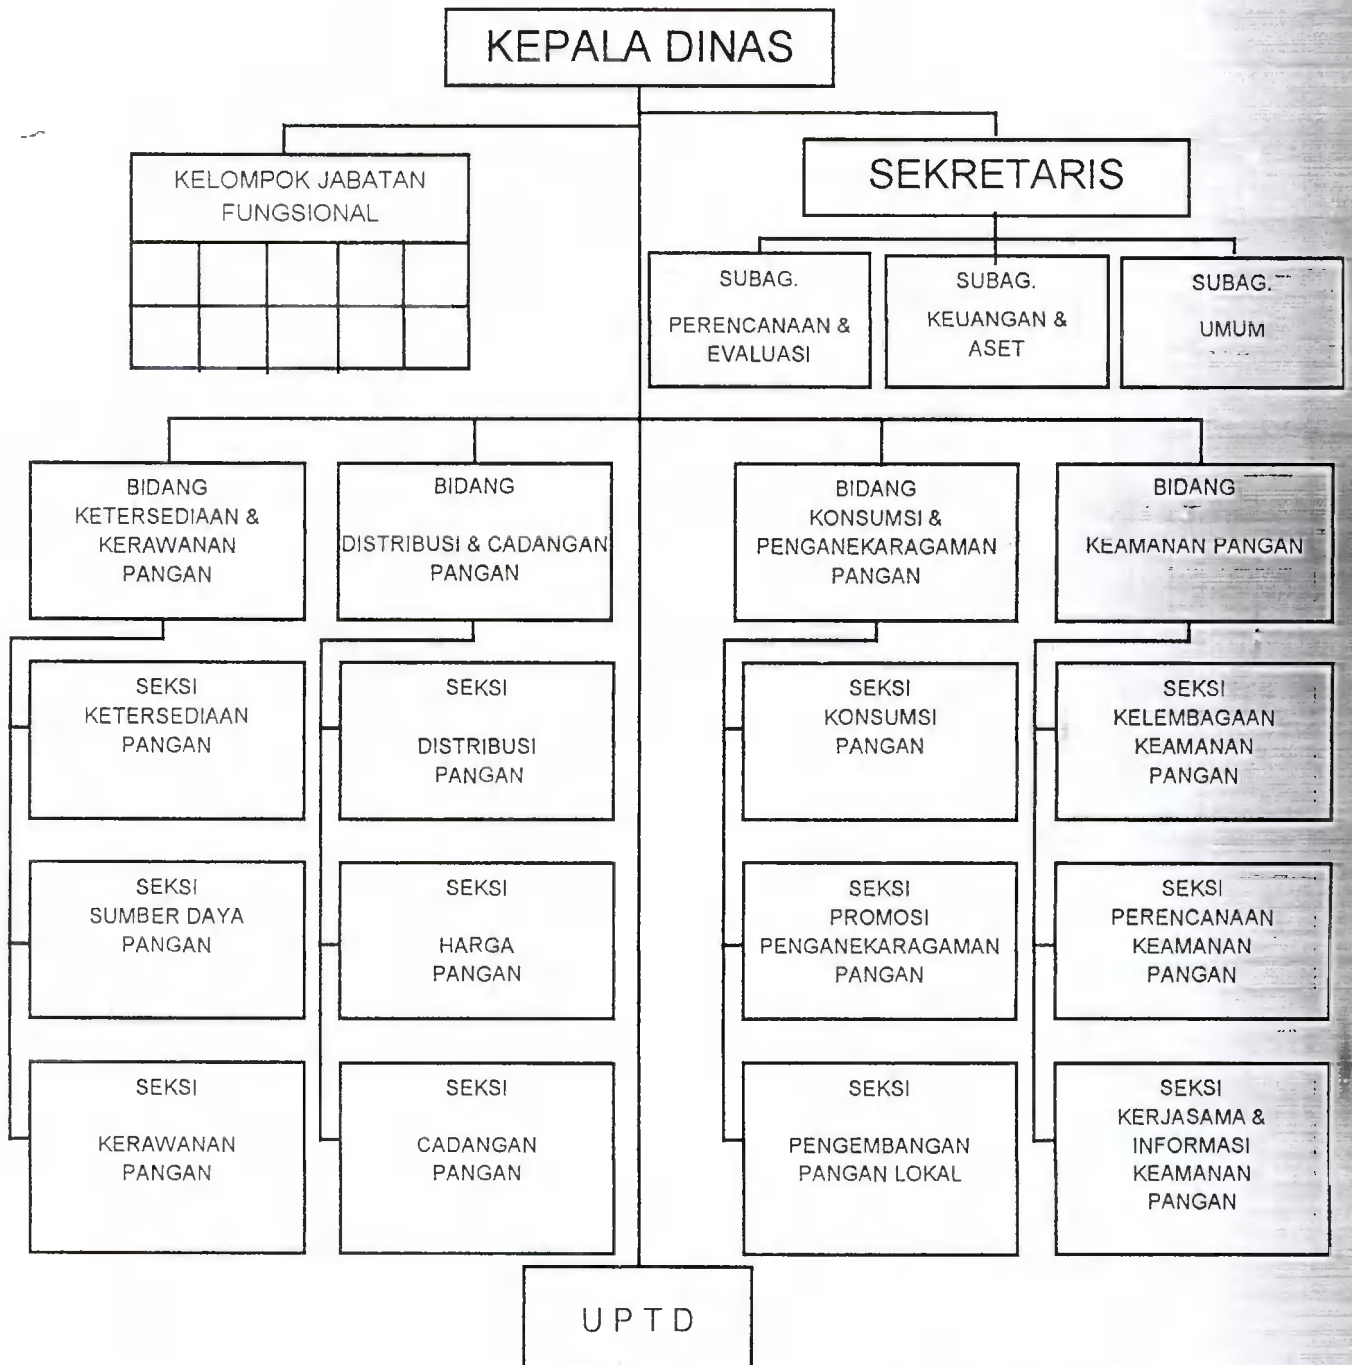 KEPALA DINAS
KELOMPOK JABATAN
FUNGSIONAL
SEKRETARIS
SUBAG.
PERENCANAAN &
EVALUASI
SUBAG.
KEUANGAN &
ASET
SUBAG.
UMUM
BIDANG
KETERSEDIAAN &
KERAWANAN
PANGAN
BIDANG
DISTRIBUSI & CADANGAN
PANGAN
BIDANG
KONSUMSI &
PENGANEKARAGAMAN
PANGAN
BIDANG
KEAMANAN PANGAN
SEKSI
KETERSEDIAAN
PANGAN
SEKSI
DISTRIBUSI
PANGAN
SEKSI
KONSUMSI
PANGAN
SEKSI
KELEMBAGAAN
KEAMANAN
PANGAN
SEKSI
SUMBER DAYA
PANGAN
SEKSI
HARGA
PANGAN
SEKSI
PROMOSI
PENGANEKARAGAMAN
PANGAN
SEKSI
PERENCANAAN
KEAMANAN
PANGAN
SEKSI
KERAWANAN
PANGAN
SEKSI
CADANGAN
PANGAN
SEKSI
PENGEMBANGAN
PANGAN LOKAL
SEKSI
KERJASAMA &
INFORMASI
KEAMANAN
PANGAN
U P T D